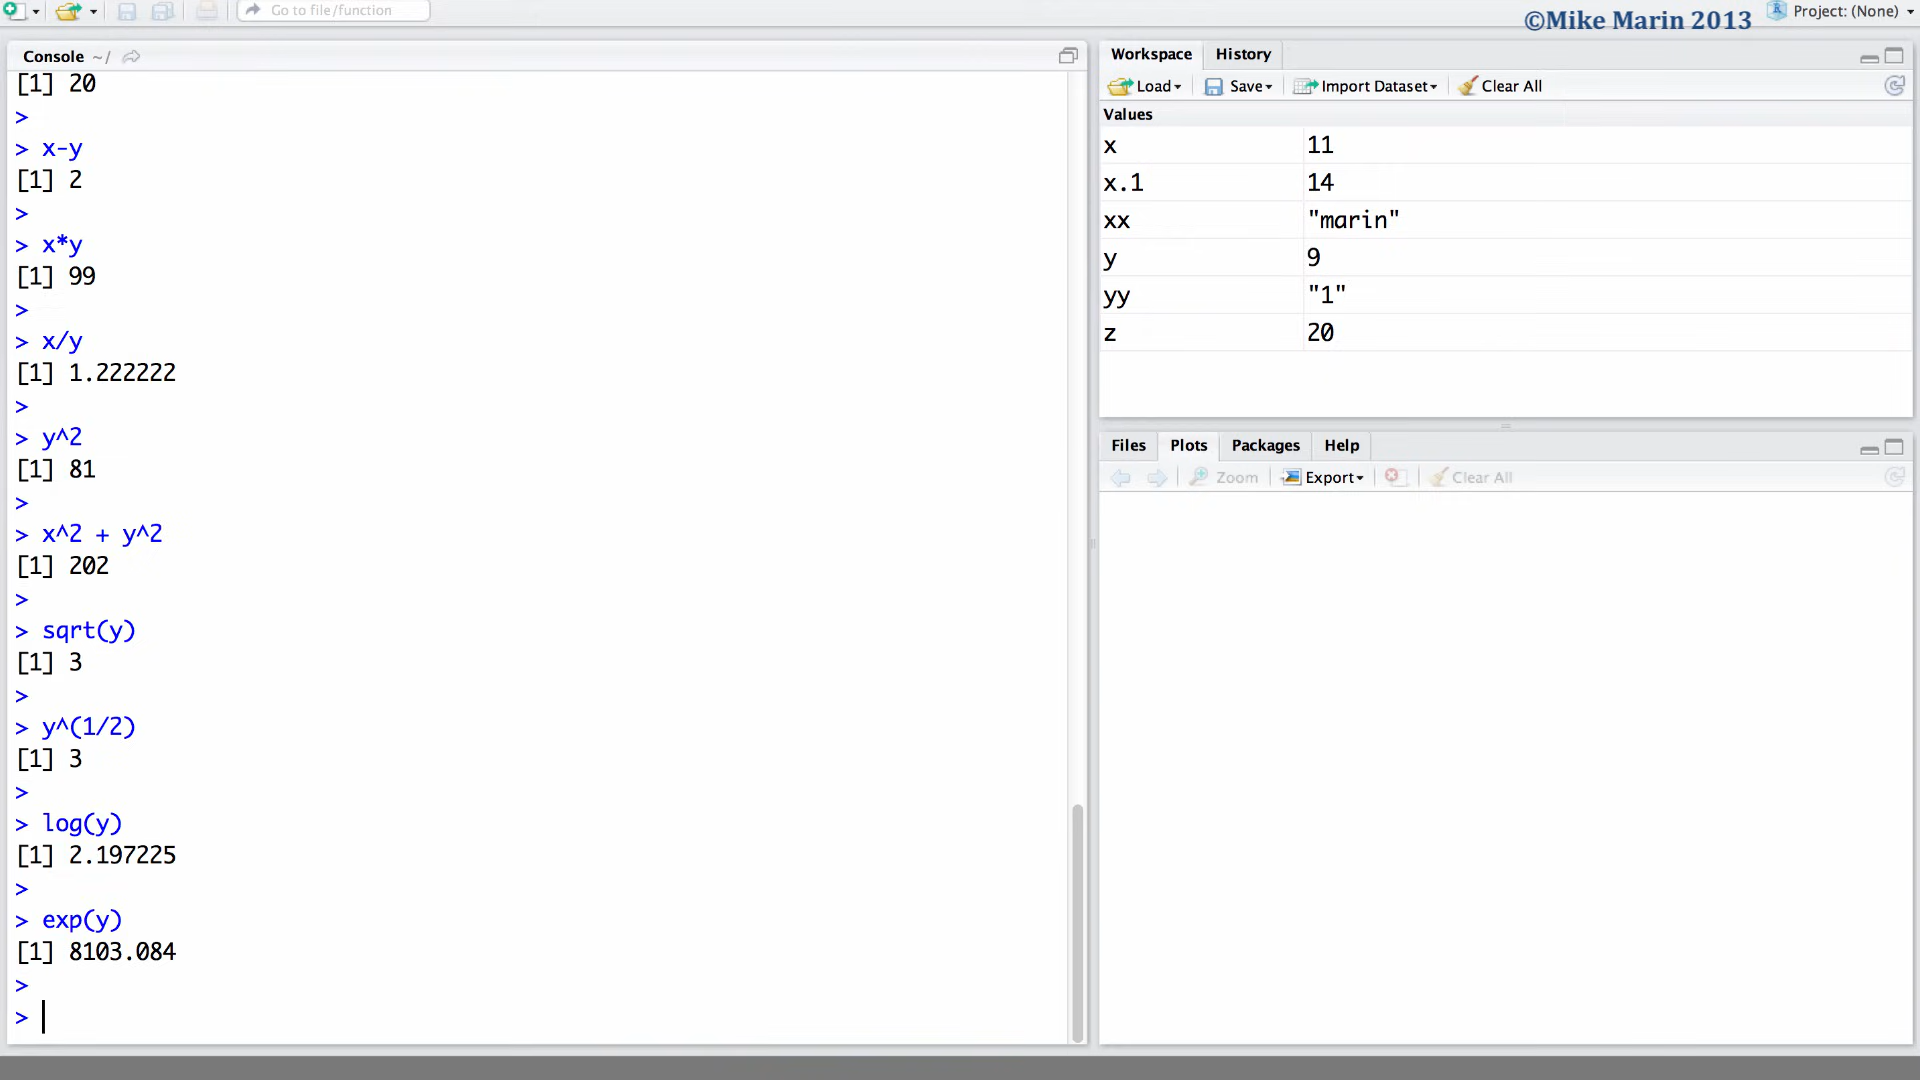 Go to file/function
©Mike Marin 2013
Project: (None)
Console ~/
[1] 20
>
> x-y
[1] 2
>
> x*y
[1] 99
>
> x/y
[1] 1.222222
>
> y^2
[1] 81
>
> x^2 + y^2
[1] 202
>
> sqrt(y)
[1] 3
>
> y^(1/2)
[1] 3
>
> log(y)
[1] 2.197225
>
> exp(y)
[1] 8103.084
>
>
Workspace History
Load Save Import Dataset Clear All
Values
x 11
x.1 14
xx "marin"
y 9
yy "1"
z 20
Files Plots Packages Help
Zoom Export Clear All